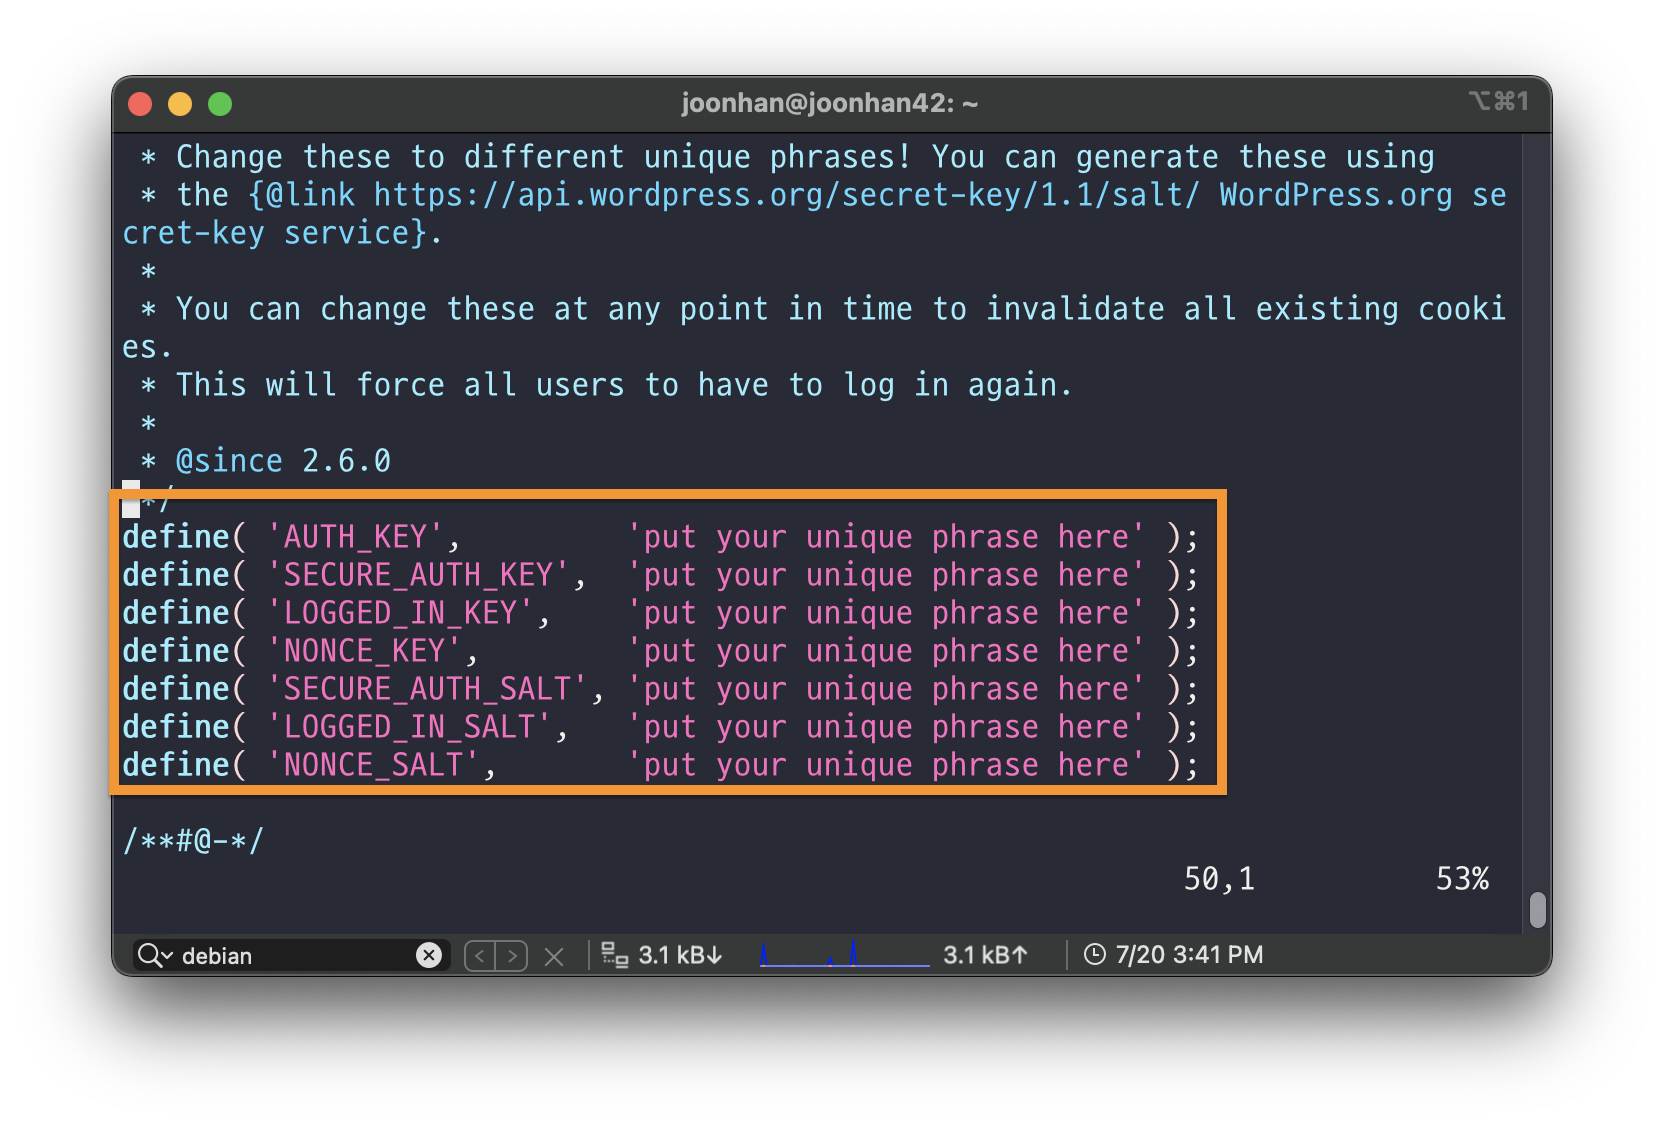 joonhan@joonhan42: ~
⌥⌘1
* Change these to different unique phrases! You can generate these using
* the {@link https://api.wordpress.org/secret-key/1.1/salt/ WordPress.org se
cret-key service}.
*
* You can change these at any point in time to invalidate all existing cooki
es.
* This will force all users to have to log in again.
*
* @since 2.6.0
*/
define( 'AUTH_KEY',         'put your unique phrase here' );
define( 'SECURE_AUTH_KEY',  'put your unique phrase here' );
define( 'LOGGED_IN_KEY',    'put your unique phrase here' );
define( 'NONCE_KEY',        'put your unique phrase here' );
define( 'SECURE_AUTH_SALT', 'put your unique phrase here' );
define( 'LOGGED_IN_SALT',   'put your unique phrase here' );
define( 'NONCE_SALT',       'put your unique phrase here' );
/**#@-*/
50,1 53%
debian 3.1 kB↓ 3.1 kB↑ 7/20 3:41 PM